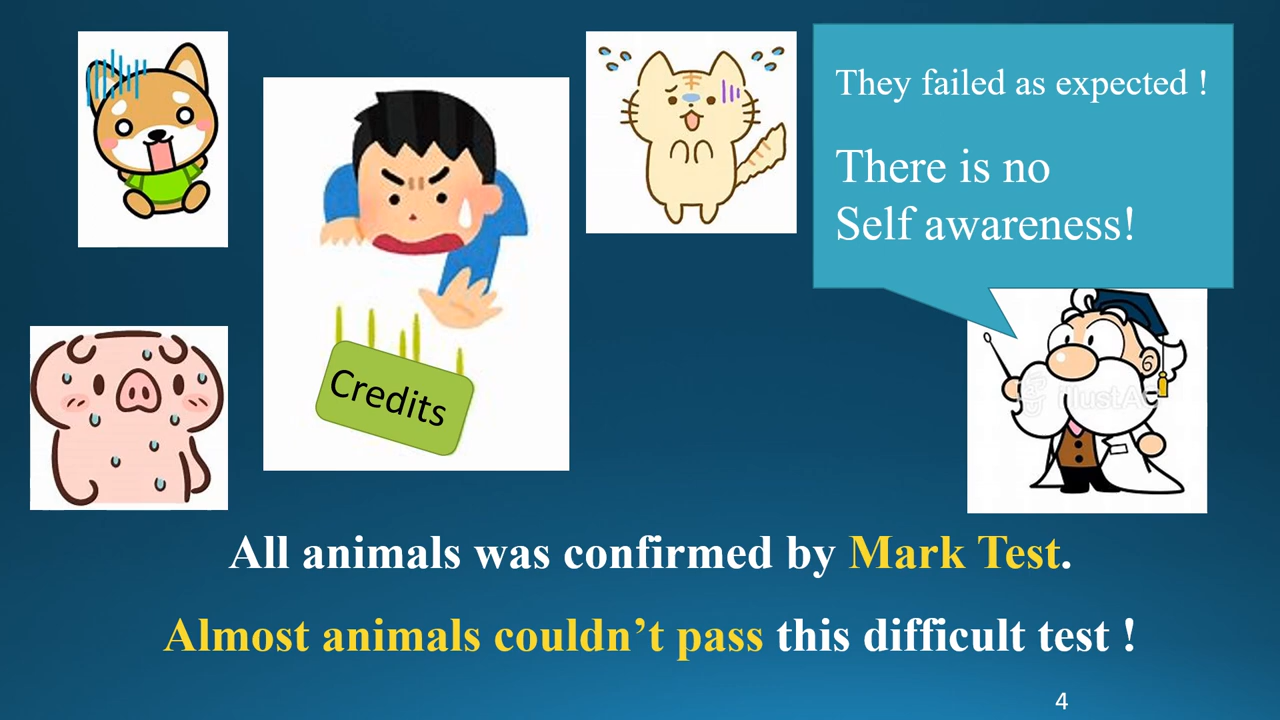 They failed as expected !
There is no
Self awareness!
Credits
illustAC
All animals was confirmed by Mark Test.
Almost animals couldn’t pass this difficult test !
4